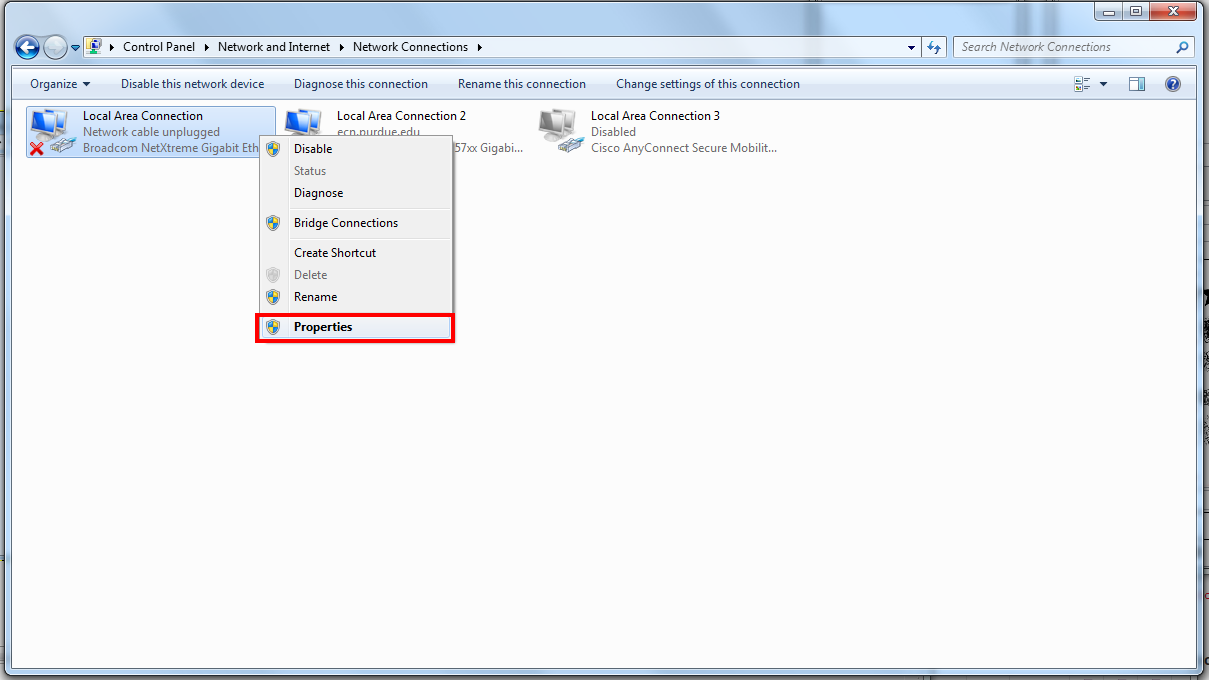 Control Panel Network and Internet Network Connections
Search Network Connections
Organize Disable this network device Diagnose this connection Rename this connection Change settings of this connection
Local Area Connection
Network cable unplugged
Broadcom NetXtreme Gigabit Eth
Local Area Connection 2
ecn.purdue.edu
57xx Gigabi...
Local Area Connection 3
Disabled
Cisco AnyConnect Secure Mobilit...
Disable
Status
Diagnose
Bridge Connections
Create Shortcut
Delete
Rename
Properties